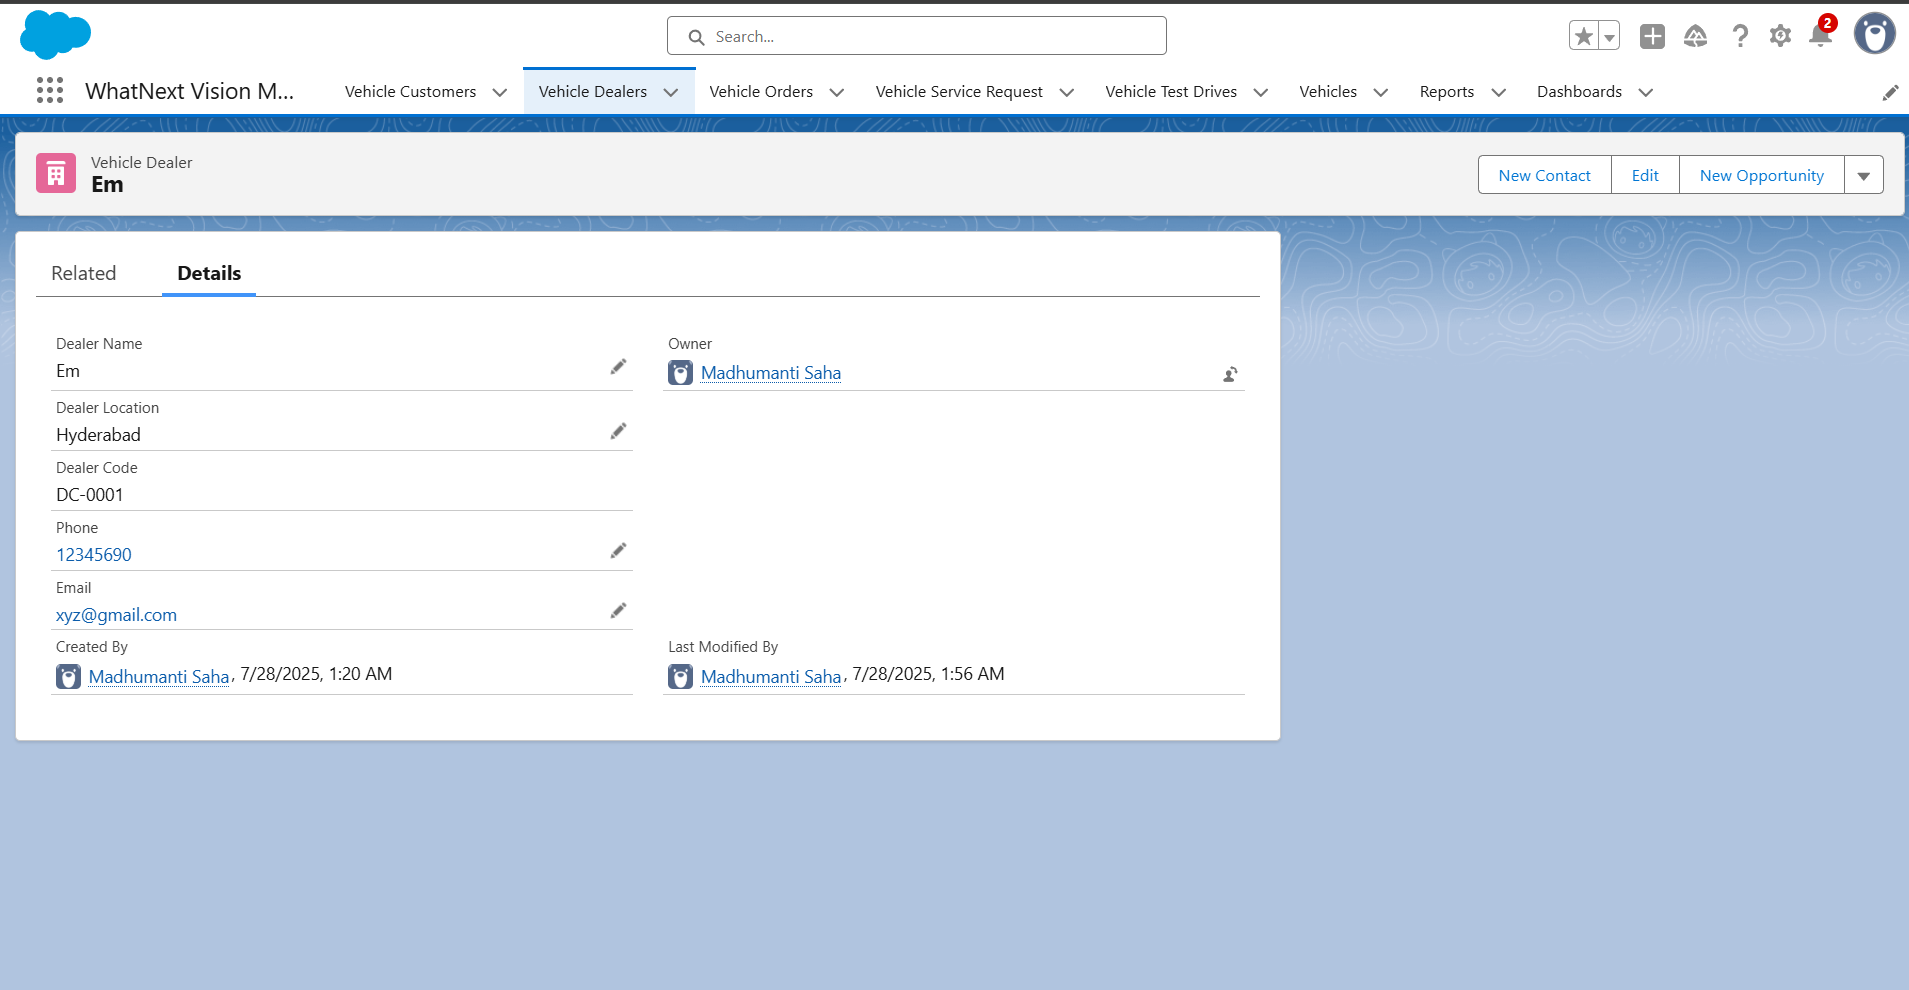 Search...
2
WhatNext Vision M...
Vehicle Customers
Vehicle Dealers
Vehicle Orders
Vehicle Service Request
Vehicle Test Drives
Vehicles
Reports
Dashboards
Vehicle Dealer
Em
New Contact
Edit
New Opportunity
Related
Details
Dealer Name
Em
Owner
Madhumanti Saha
Dealer Location
Hyderabad
Dealer Code
DC-0001
Phone
12345690
Email
xyz@gmail.com
Created By
Madhumanti Saha, 7/28/2025, 1:20 AM
Last Modified By
Madhumanti Saha, 7/28/2025, 1:56 AM